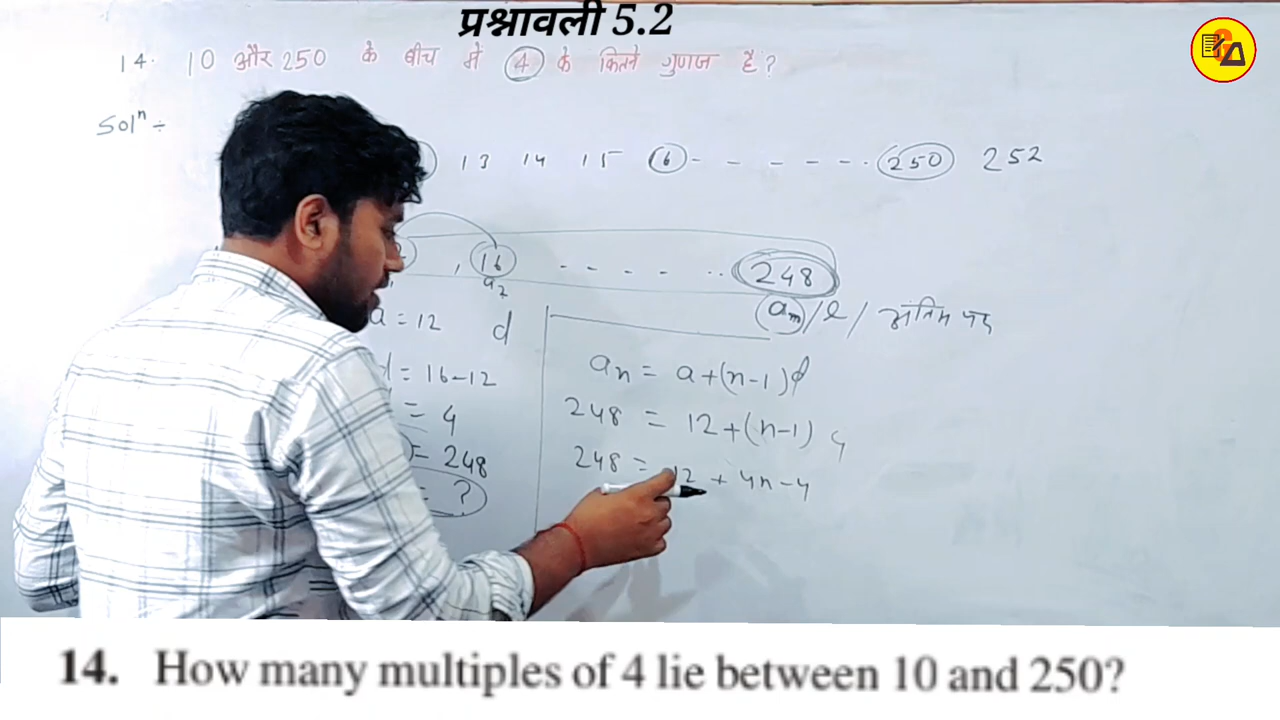 प्रश्नावली 5.2
14. 10 और 250 के बीच में 4 के कितने गुणज हैं?
Solⁿ ÷
13 14 15 16 - - - - - . 250 252
, 16 - - - - .. 248
a₂
aₘ / l / अंतिम पद
a = 12 d
= 16-12
= 4
= 248
= ?
aₙ = a+(n-1)d
248 = 12+(n-1) 4
248 = 12 + 4n-4
14. How many multiples of 4 lie between 10 and 250?